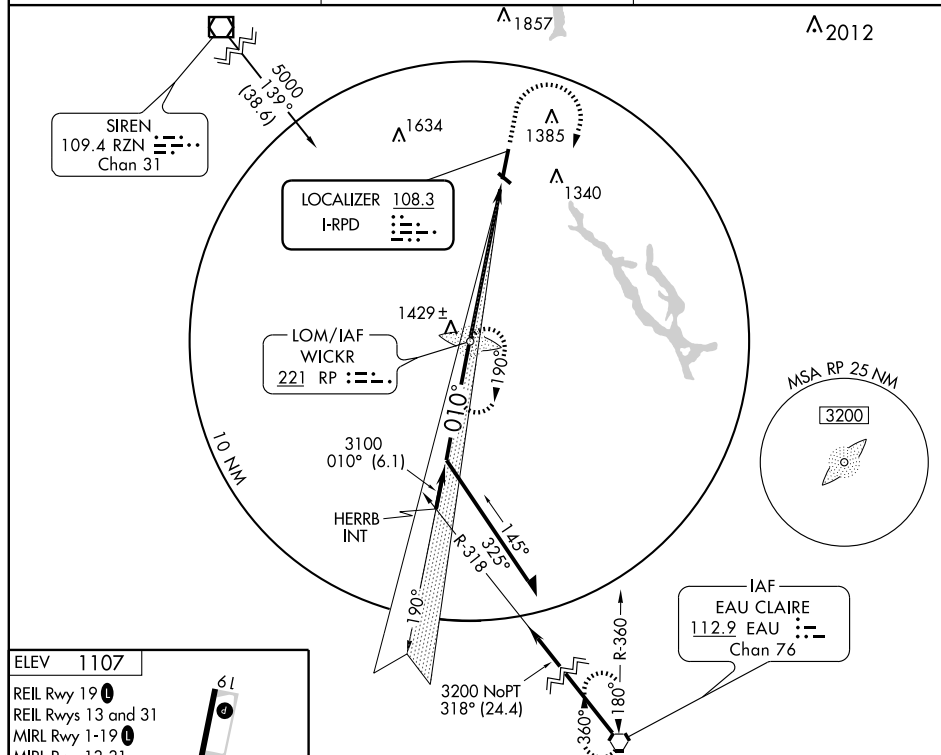 1857
2012
5000
139°
(38.6)
SIREN
109.4 RZN
Chan 31
1634
1385
1340
LOCALIZER 108.3
I-RPD
1429 ±
LOM/IAF
WICKR
221 RP
190°
010°
MSA RP 25 NM
3200
10 NM
3100
010° (6.1)
HERRB
INT
R-318
145°
325°
190°
R-360
IAF
EAU CLAIRE
112.9 EAU
Chan 76
3200 NoPT
318° (24.4)
360°
180°
ELEV 1107
REIL Rwy 19 L
REIL Rwys 13 and 31
MIRL Rwy 1-19 L
19
P